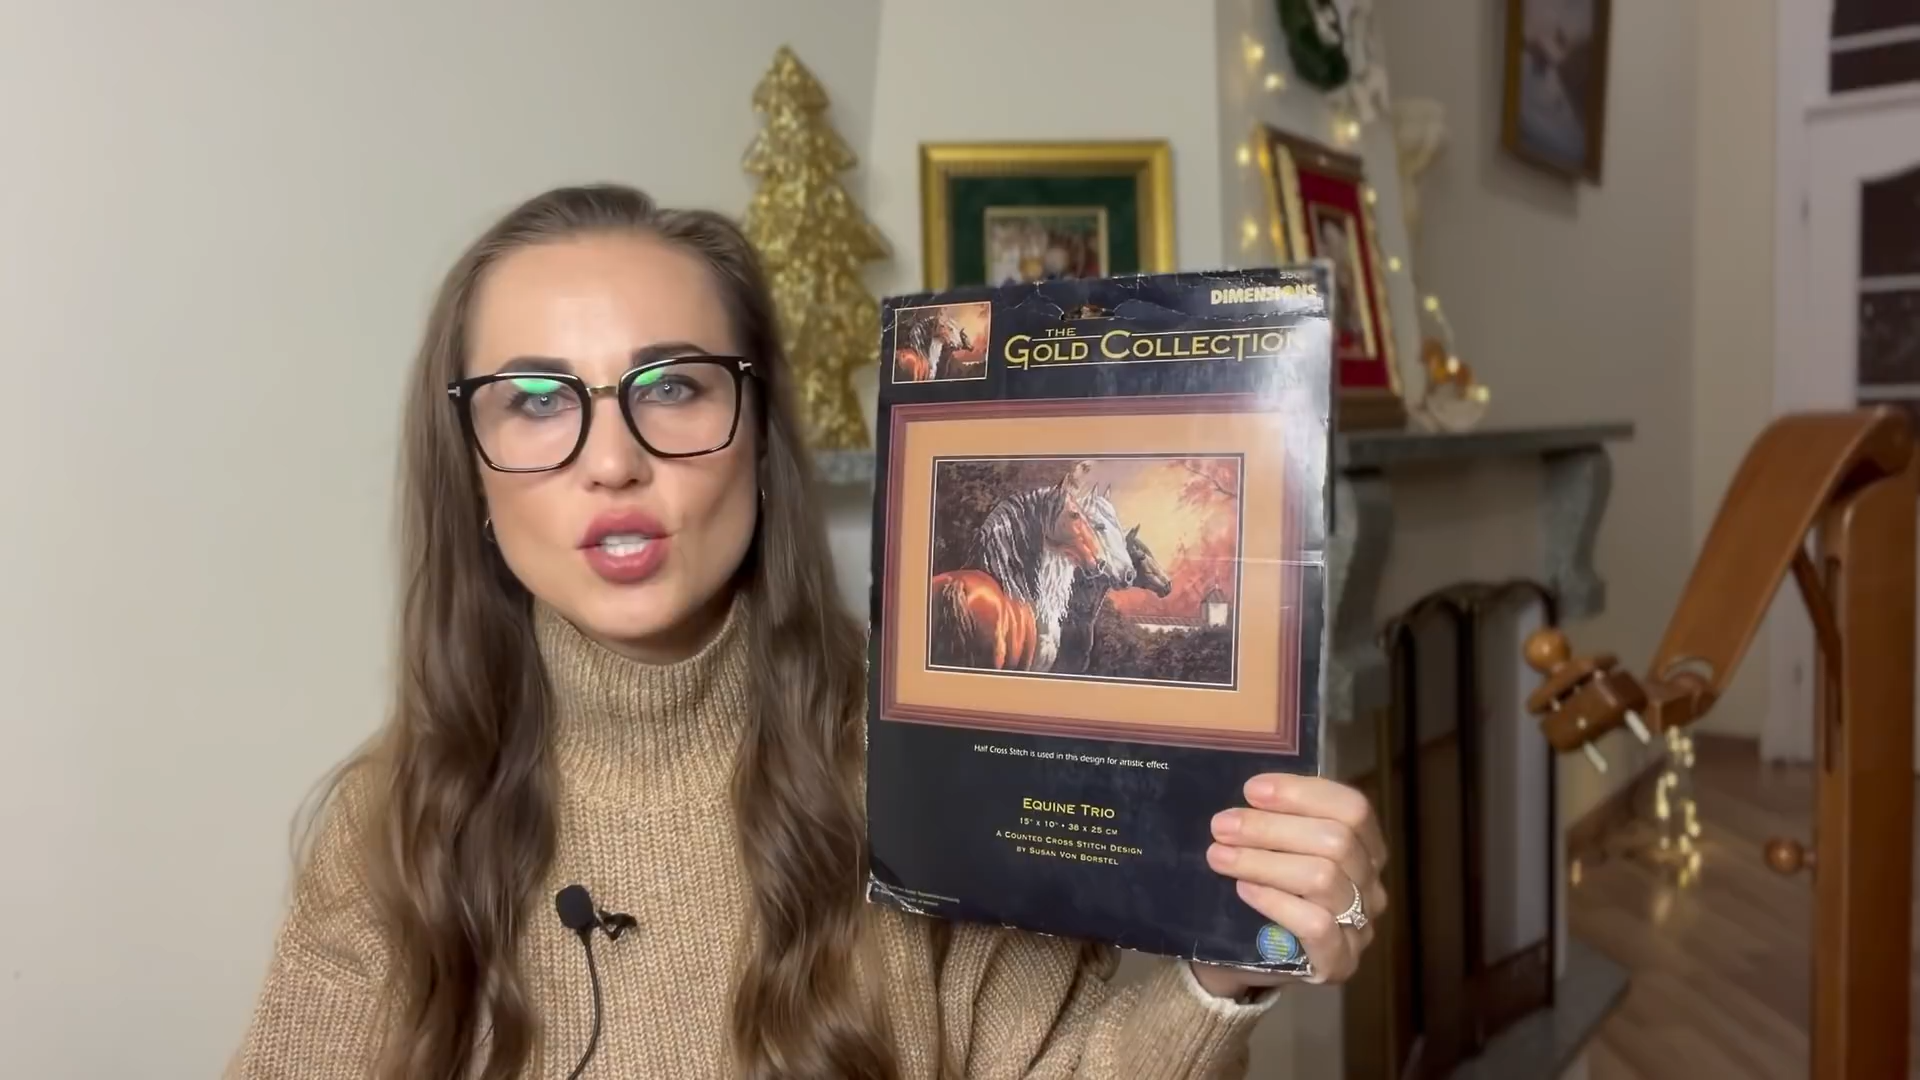 DIMENSIONS
THE
GOLD COLLECTION
Half Cross Stitch is used in this design for artistic effect.
EQUINE TRIO
15" x 10" • 38 x 25 CM
A COUNTED CROSS STITCH DESIGN
BY SUSAN VON BORSTEL